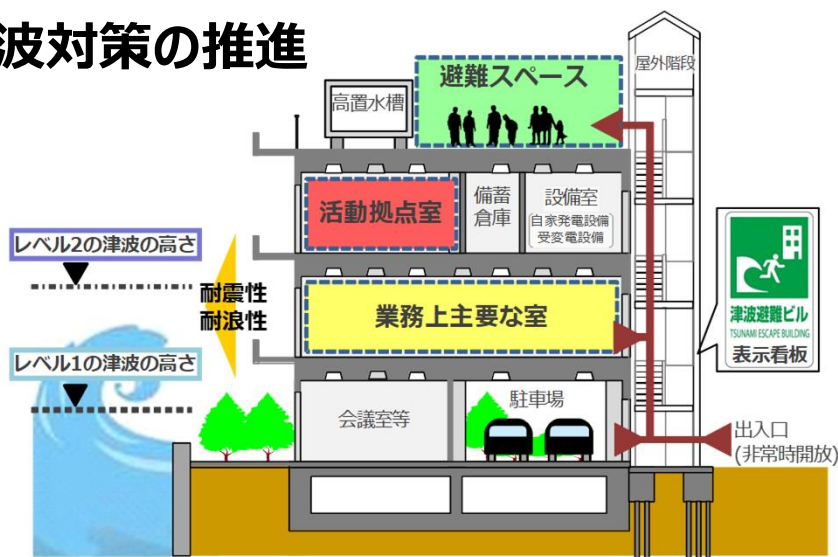 波対策の推進
屋外階段
避難スペース
高置水槽
活動拠点室
備蓄
倉庫
設備室
自家発電設備
受変電設備
レベル2の津波の高さ
耐震性
耐浪性
業務上主要な室
津波避難ビル
TSUNAMI ESCAPE BUILDING
表示看板
レベル1の津波の高さ
会議室等
駐車場
出入口
(非常時開放)